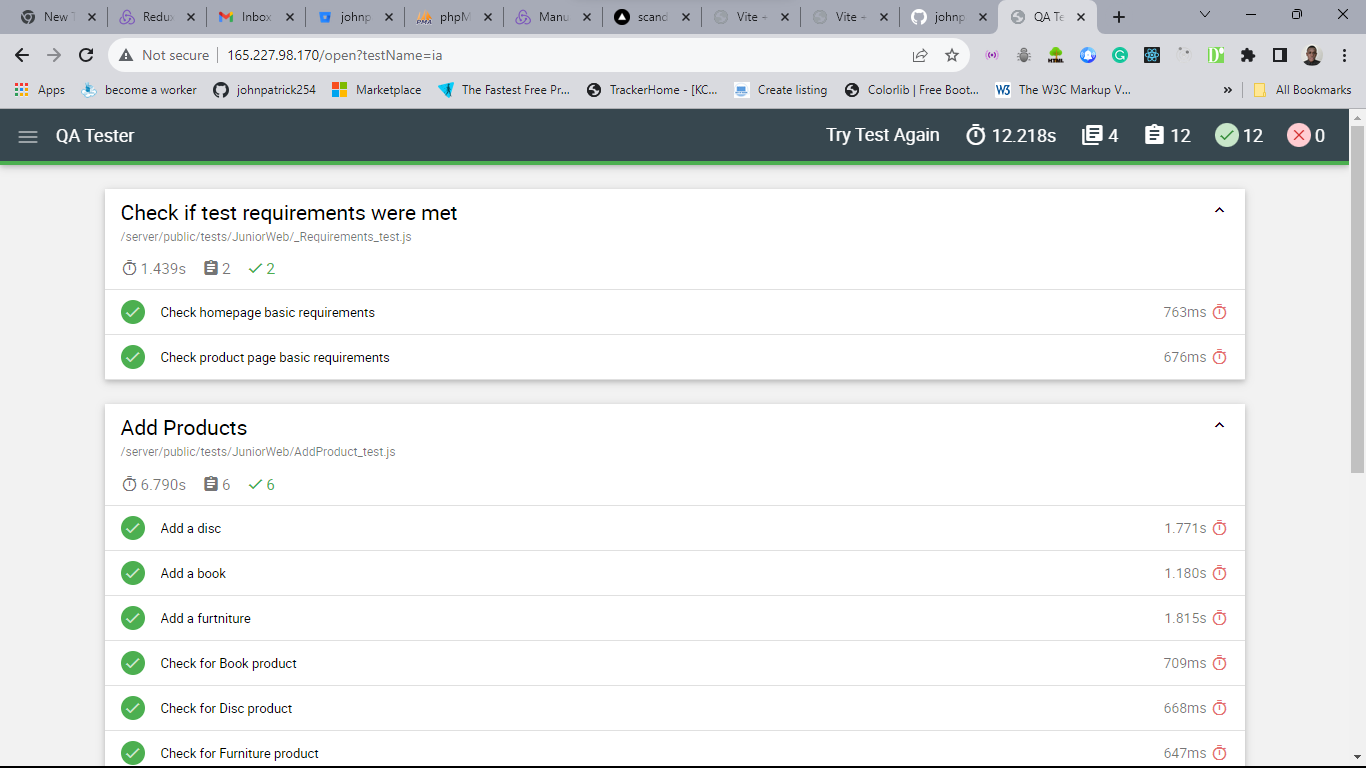 New T
Redux
Inbox
johnp
phpM
Manu
scand
Vite +
Vite +
johnp
QA Te
Not secure
165.227.98.170/open?testName=ia
Apps
become a worker
johnpatrick254
Marketplace
The Fastest Free Pr...
TrackerHome - [KC...
Create listing
Colorlib | Free Boot...
W3
The W3C Markup V...
»
All Bookmarks
QA Tester
Try Test Again
12.218s
4
12
12
0
Check if test requirements were met
/server/public/tests/JuniorWeb/_Requirements_test.js
1.439s 2 2
Check homepage basic requirements 763ms
Check product page basic requirements 676ms
Add Products
/server/public/tests/JuniorWeb/AddProduct_test.js
6.790s 6 6
Add a disc 1.771s
Add a book 1.180s
Add a furtniture 1.815s
Check for Book product 709ms
Check for Disc product 668ms
Check for Furniture product 647ms